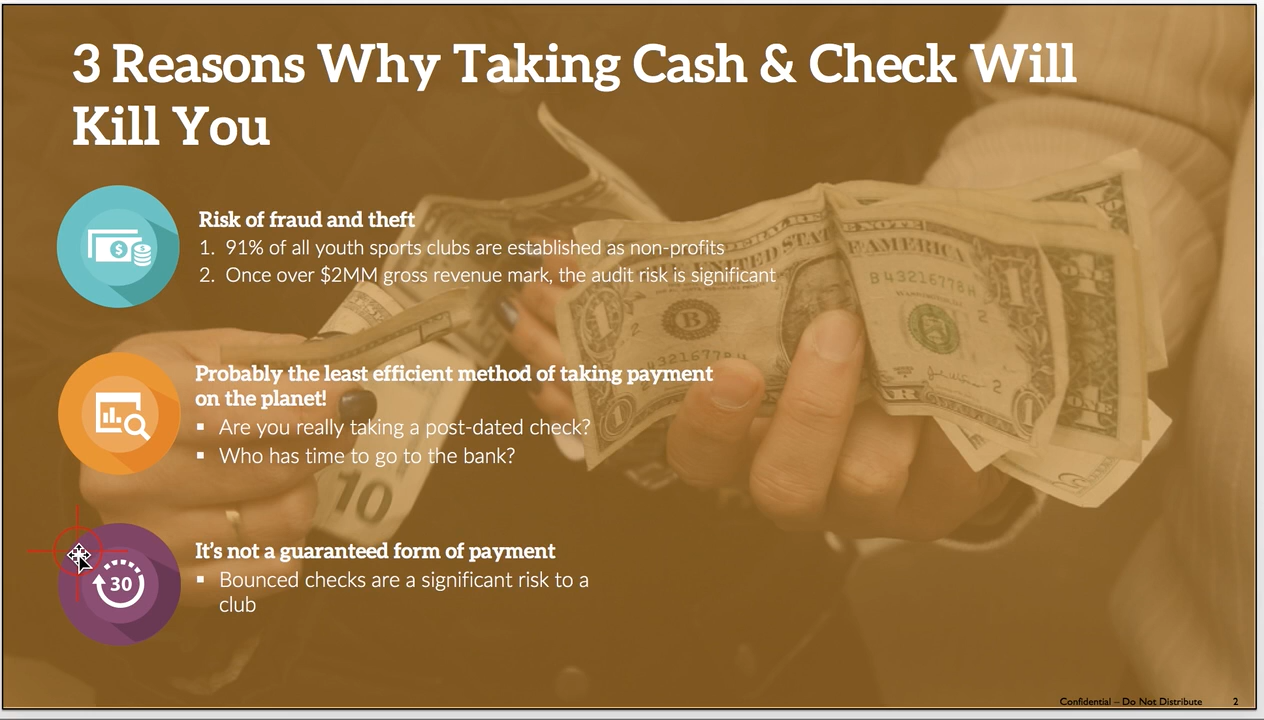 3 Reasons Why Taking Cash & Check Will
Kill You
Risk of fraud and theft
1. 91% of all youth sports clubs are established as non-profits
2. Once over $2MM gross revenue mark, the audit risk is significant
Probably the least efficient method of taking payment
on the planet!
▪ Are you really taking a post-dated check?
▪ Who has time to go to the bank?
30
It’s not a guaranteed form of payment
▪ Bounced checks are a significant risk to a
club
10
B 43216778 H
Confidential – Do Not Distribute 2